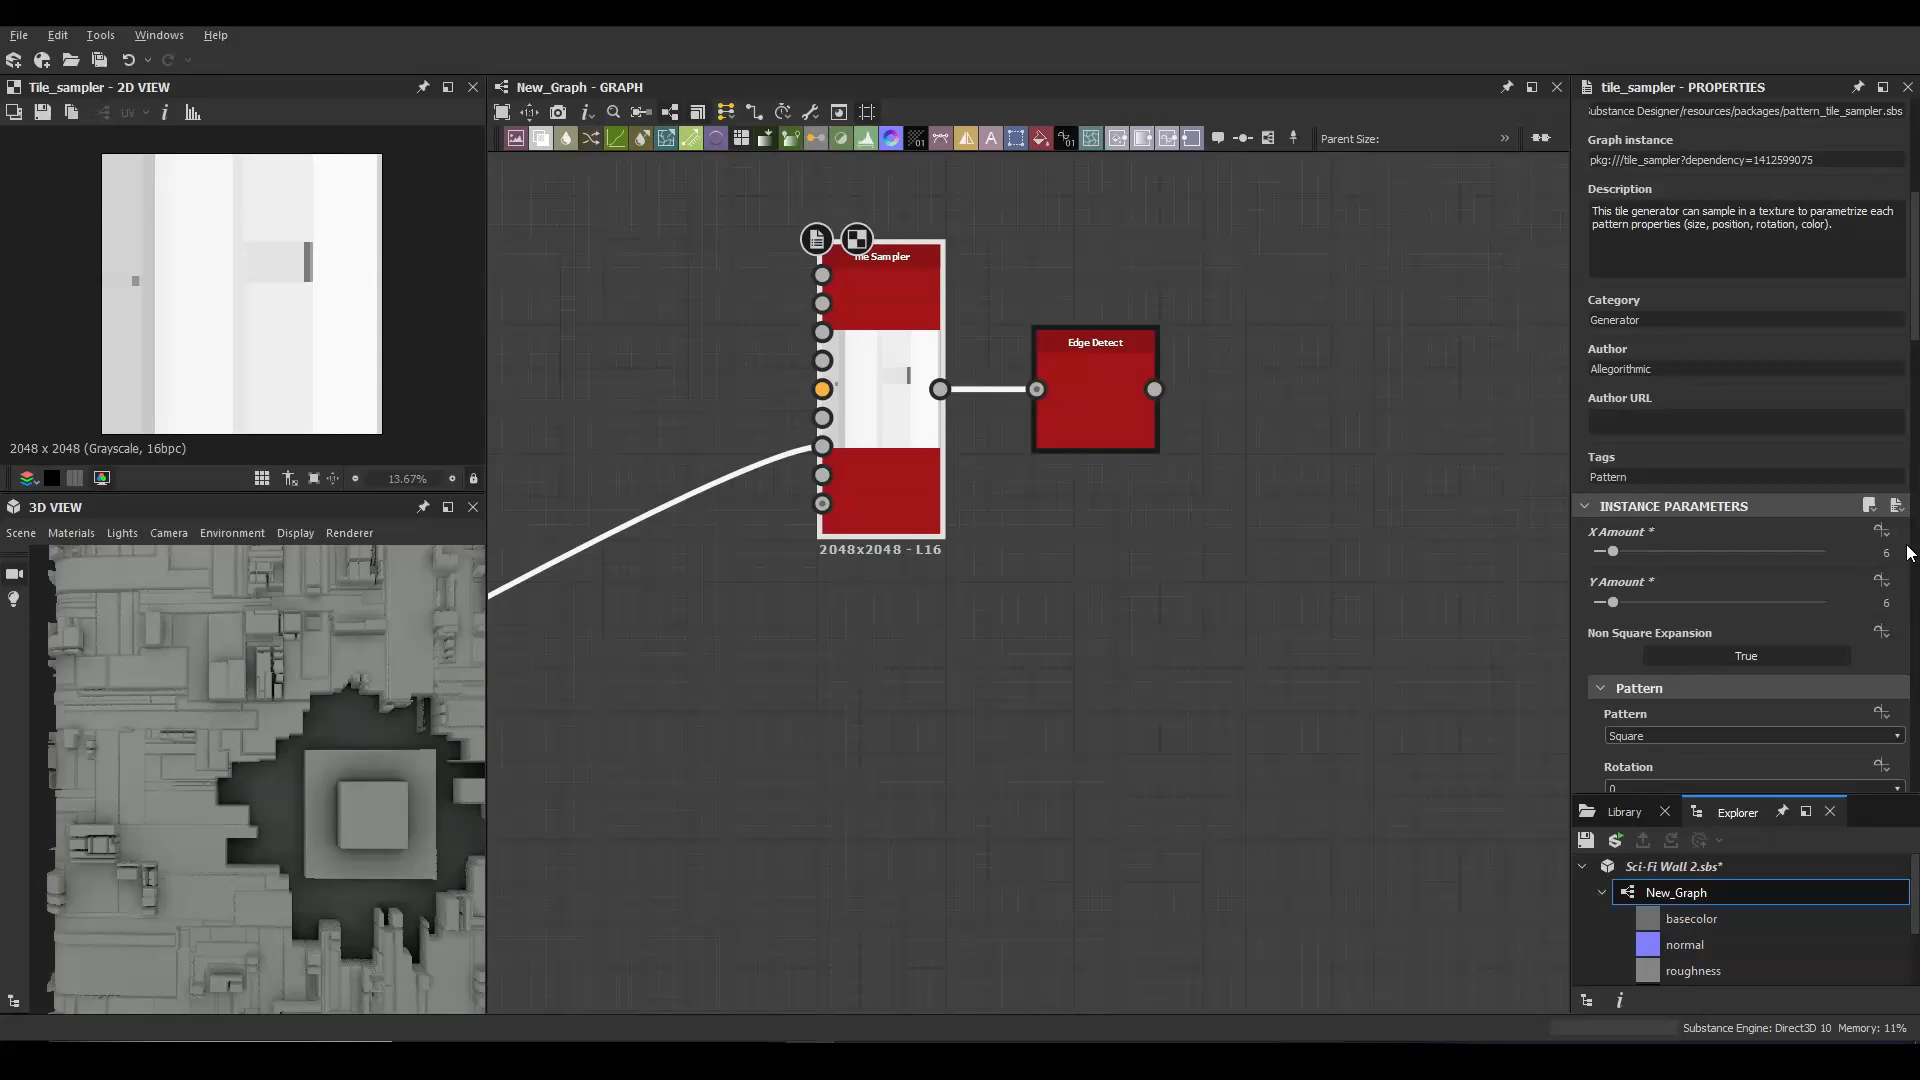 File Edit Tools Windows Help
Tile_sampler - 2D VIEW
UV
2048 x 2048 (Grayscale, 16bpc)
13.67%
3D VIEW
Scene Materials Lights Camera Environment Display Renderer
New_Graph - GRAPH
Parent Size:
Tile Sampler
2048x2048 - L16
Edge Detect
tile_sampler - PROPERTIES
Substance Designer/resources/packages/pattern_tile_sampler.sbs
Graph instance
pkg:///tile_sampler?dependency=1412599075
Description
This tile generator can sample in a texture to parametrize each
pattern properties (size, position, rotation, color).
Category
Generator
Author
Allegorithmic
Author URL
Tags
Pattern
INSTANCE PARAMETERS
X Amount *
6
Y Amount *
6
Non Square Expansion
True
Pattern
Pattern
Square
Rotation
0
Library Explorer
Sci-Fi Wall 2.sbs*
New_Graph
basecolor
normal
roughness
Substance Engine: Direct3D 10 Memory: 11%